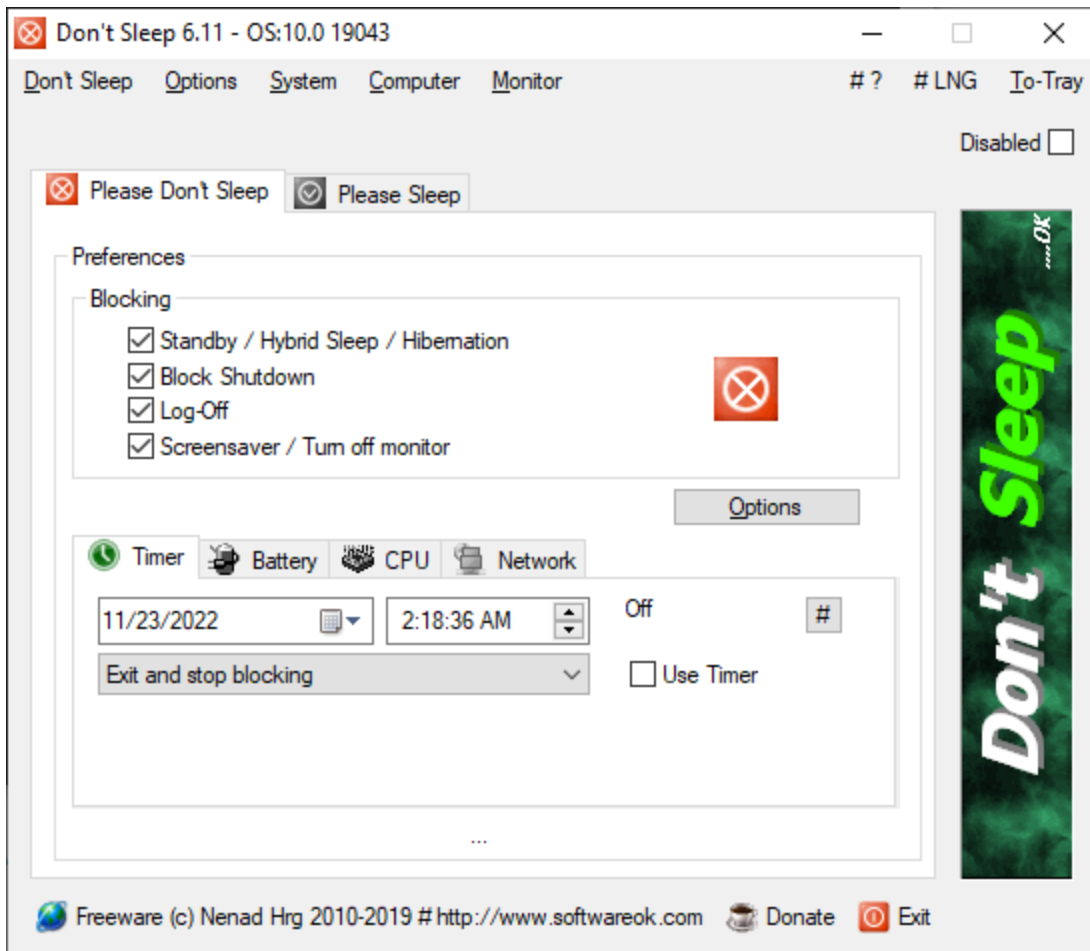 Don't Sleep 6.11 - OS:10.0 19043
Don't Sleep Options System Computer Monitor # ? # LNG To-Tray
Disabled
Please Don't Sleep Please Sleep
Preferences
Blocking
Standby / Hybrid Sleep / Hibernation
Block Shutdown
Log-Off
Screensaver / Turn off monitor
Options
Timer Battery CPU Network
11/23/2022 2:18:36 AM Off #
Exit and stop blocking Use Timer
...
Don't Sleep ....OK
Freeware (c) Nenad Hrg 2010-2019 # http://www.softwareok.com Donate Exit